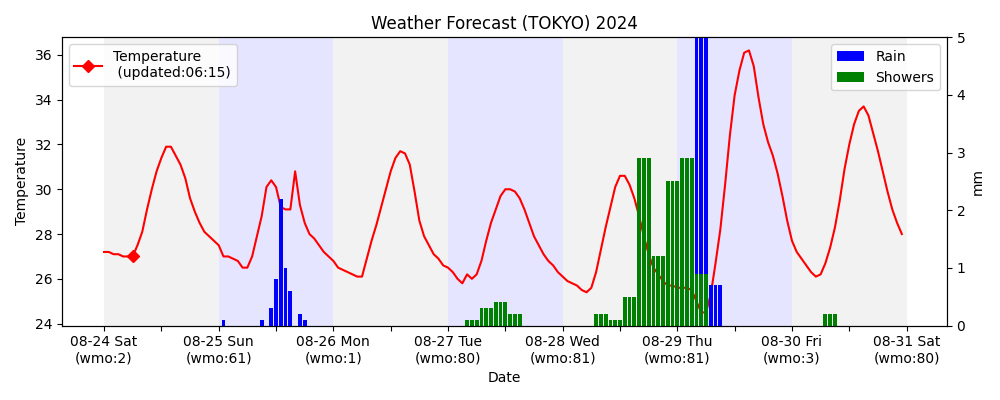 Weather Forecast (TOKYO) 2024
Temperature
(updated:06:15)
Rain
Showers
36
34
32
30
28
26
24
Temperature
5
4
3
2
1
0
mm
08-24 Sat
(wmo:2)
08-25 Sun
(wmo:61)
08-26 Mon
(wmo:1)
08-27 Tue
(wmo:80)
08-28 Wed
(wmo:81)
08-29 Thu
(wmo:81)
08-30 Fri
(wmo:3)
08-31 Sat
(wmo:80)
Date